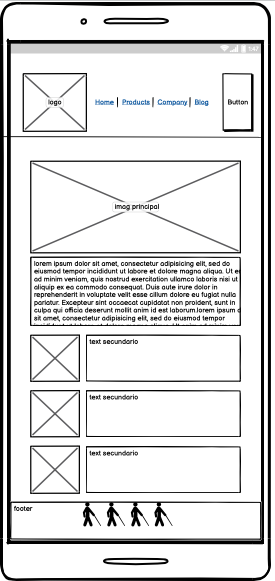 1:42
logo
Home | Products | Company | Blog
Button
imag principal
lorem ipsum dolor sit amet, consectetur adipisicing elit, sed do
eiusmod tempor incididunt ut labore et dolore magna aliqua. Ut e
ad minim veniam, quis nostrud exercitation ullamco laboris nisi ut
aliquip ex ea commodo consequat. Duis aute irure dolor in
reprehenderit in voluptate velit esse cillum dolore eu fugiat nulla
pariatur. Excepteur sint occaecat cupidatat non proident, sunt in
culpa qui officia deserunt mollit anim id est laborum.lorem ipsum
sit amet, consectetur adipisicing elit, sed do eiusmod tempor
text secundario
text secundario
text secundario
footer